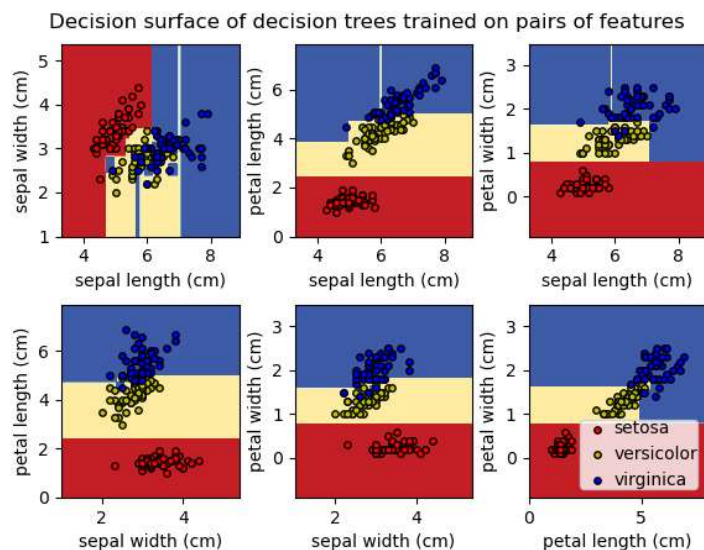 Decision surface of decision trees trained on pairs of features
sepal width (cm)
5
4
3
2
1
4
6
8
sepal length (cm)
petal length (cm)
6
4
2
0
4
6
8
sepal length (cm)
petal width (cm)
3
2
1
0
4
6
8
sepal length (cm)
petal length (cm)
6
4
2
0
2
4
sepal width (cm)
petal width (cm)
3
2
1
0
2
4
sepal width (cm)
petal width (cm)
3
2
1
0
0
5
petal length (cm)
setosa
versicolor
virginica